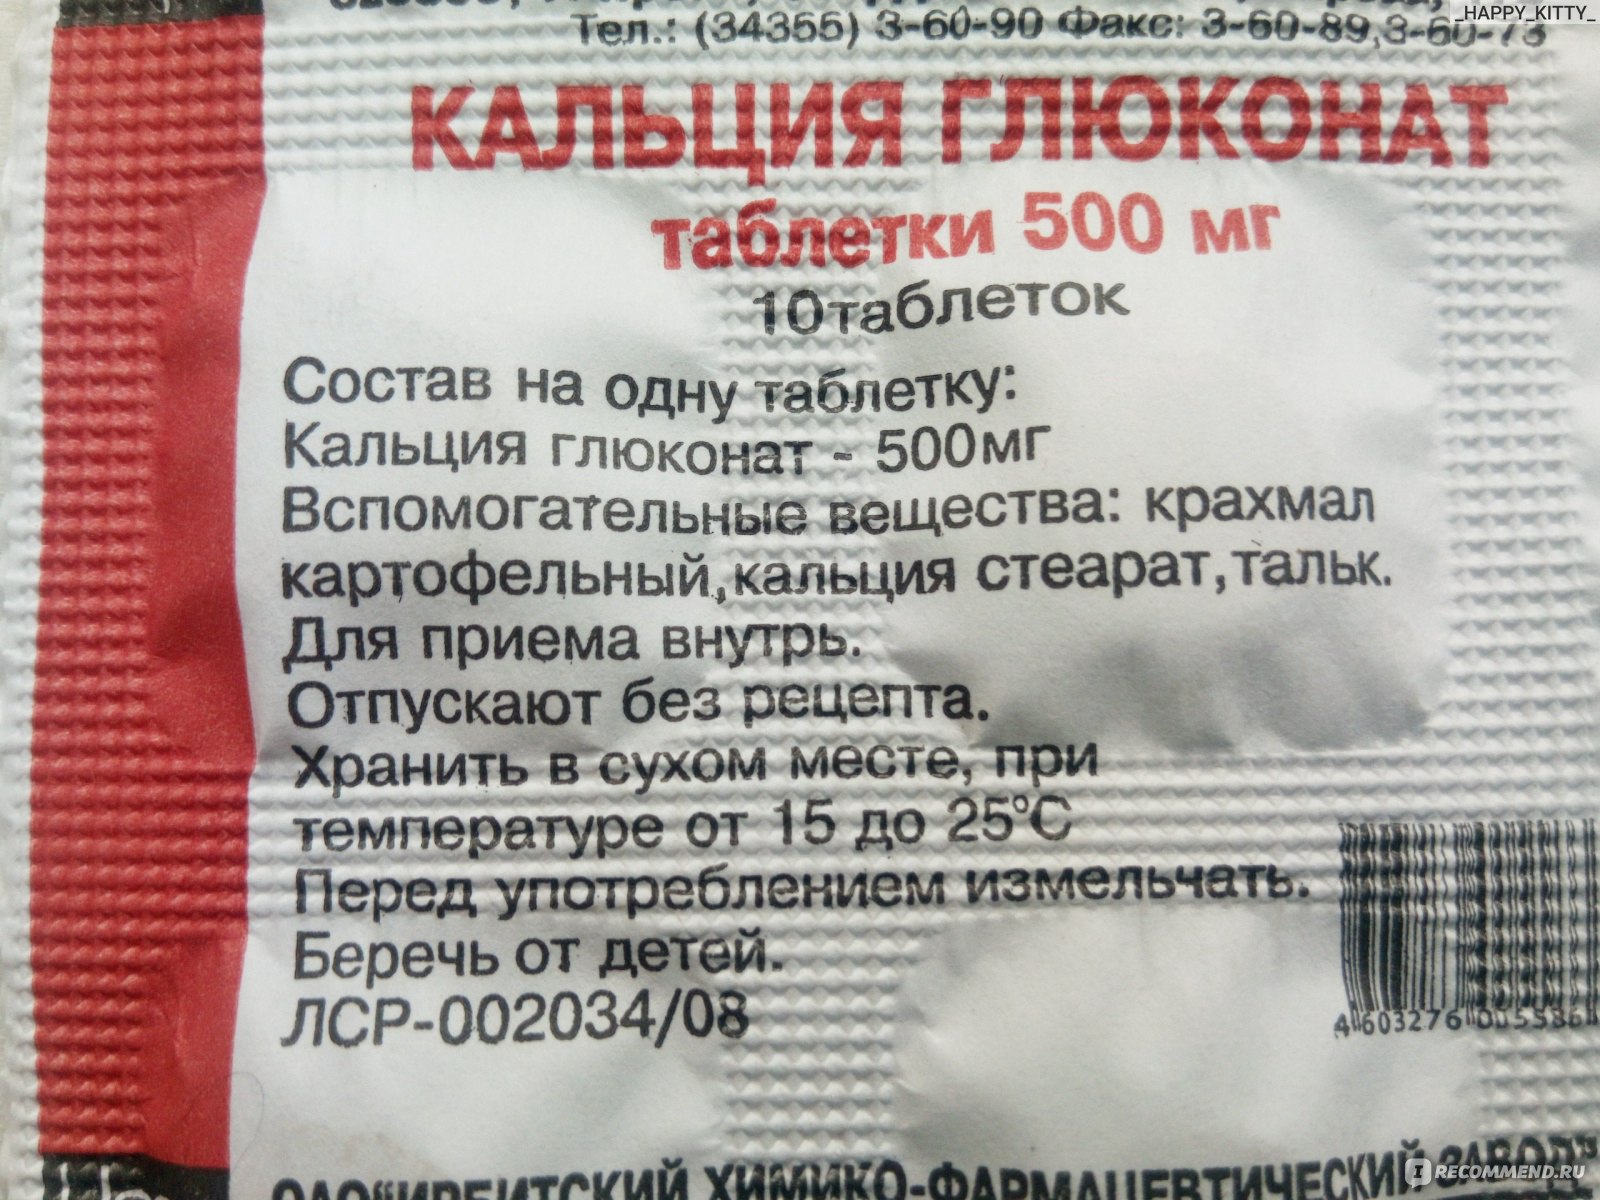 _HAPPY_KITTY_
Тел.: (34355) 3-60-90 Факс: 3-60-89,3-60-73
КАЛЬЦИЯ ГЛЮКОНАТ
таблетки 500 мг
10таблеток
Состав на одну таблетку:
Кальция глюконат - 500мг
Вспомогательные вещества: крахмал
картофельный,кальция стеарат,тальк.
Для приема внутрь.
Отпускают без рецепта.
Хранить в сухом месте, при
температуре от 15 до 25°С
Перед употреблением измельчать.
Беречь от детей.
ЛСР-002034/08
4 603276 005586
ОАО"ИРБИТСКИЙ ХИМИКО-ФАРМАЦЕВТИЧЕСКИЙ ЗАВОД"
IRECOMMEND.RU